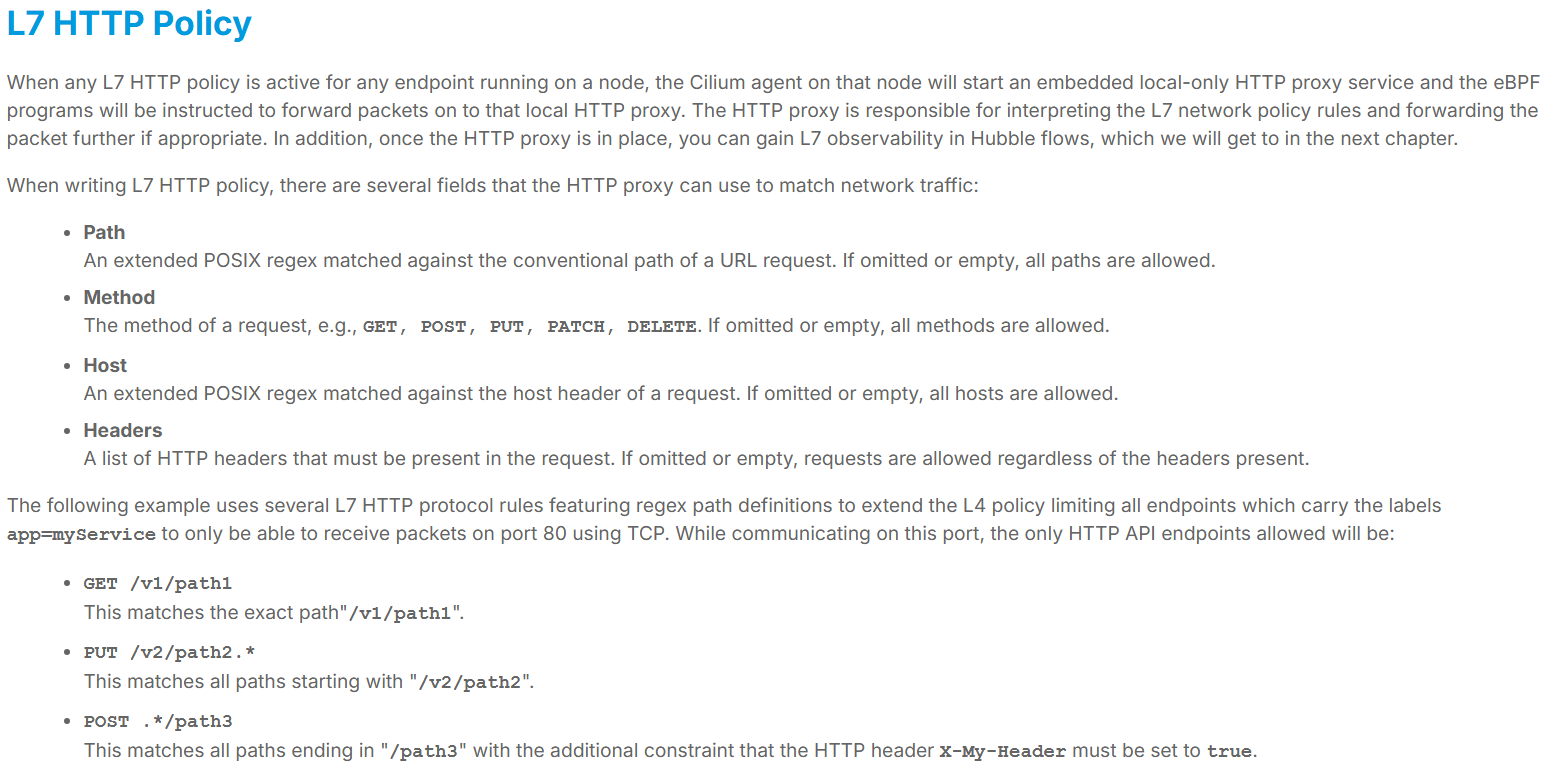 L7 HTTP Policy
When any L7 HTTP policy is active for any endpoint running on a node, the Cilium agent on that node will start an embedded local-only HTTP proxy service and the eBPF
programs will be instructed to forward packets on to that local HTTP proxy. The HTTP proxy is responsible for interpreting the L7 network policy rules and forwarding the
packet further if appropriate. In addition, once the HTTP proxy is in place, you can gain L7 observability in Hubble flows, which we will get to in the next chapter.
When writing L7 HTTP policy, there are several fields that the HTTP proxy can use to match network traffic:
• Path
An extended POSIX regex matched against the conventional path of a URL request. If omitted or empty, all paths are allowed.
• Method
The method of a request, e.g., GET, POST, PUT, PATCH, DELETE. If omitted or empty, all methods are allowed.
• Host
An extended POSIX regex matched against the host header of a request. If omitted or empty, all hosts are allowed.
• Headers
A list of HTTP headers that must be present in the request. If omitted or empty, requests are allowed regardless of the headers present.
The following example uses several L7 HTTP protocol rules featuring regex path definitions to extend the L4 policy limiting all endpoints which carry the labels
app=myService to only be able to receive packets on port 80 using TCP. While communicating on this port, the only HTTP API endpoints allowed will be:
• GET /v1/path1
This matches the exact path"/v1/path1".
• PUT /v2/path2.*
This matches all paths starting with "/v2/path2".
• POST .*/path3
This matches all paths ending in "/path3" with the additional constraint that the HTTP header X-My-Header must be set to true.